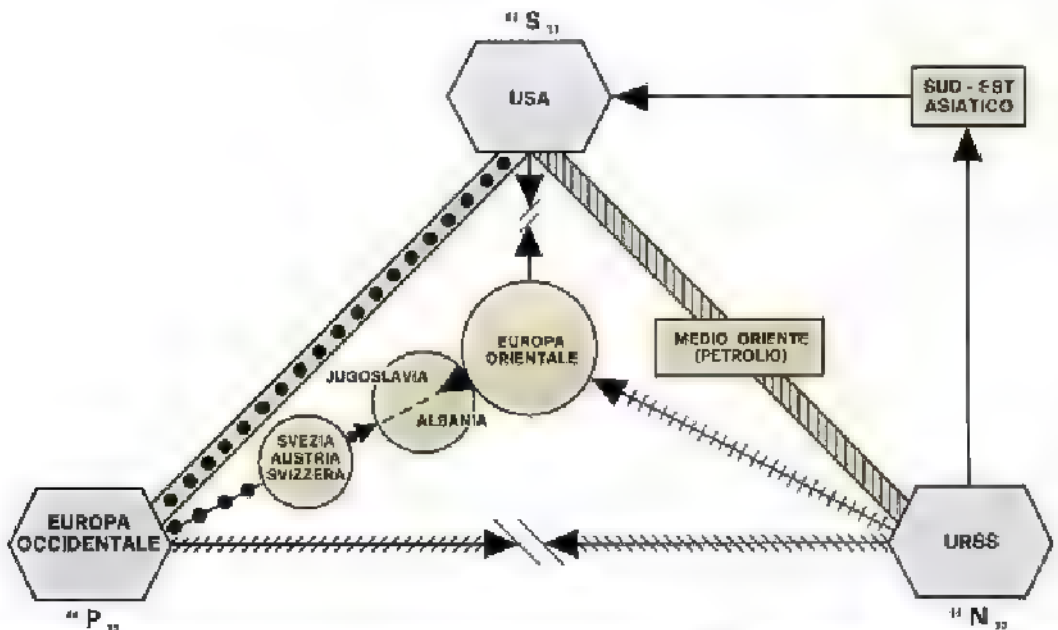 “ S „
USA
SUD - EST
ASIATICO
EUROPA
ORIENTALE
MEDIO ORIENTE
(PETROLIO)
JUGOSLAVIA
ALBANIA
SVEZIA
AUSTRIA
SVIZZERA
EUROPA
OCCIDENTALE
URSS
“ P „
“ N „